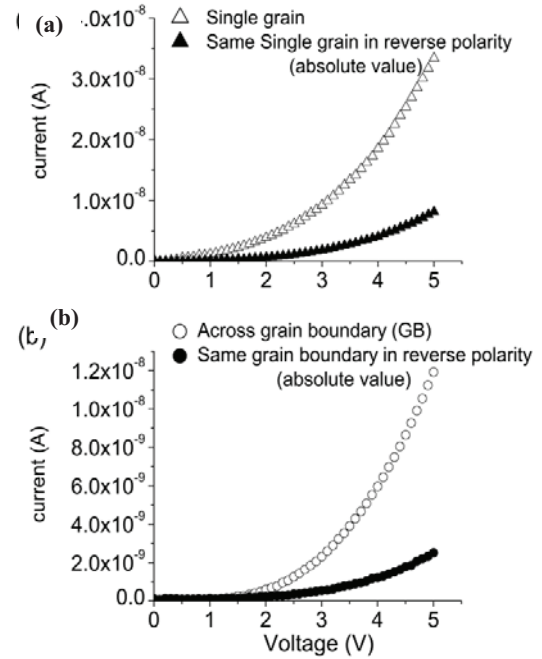 (a)
△ Single grain
▲ Same Single grain in reverse polarity
(absolute value)
.0x10⁻⁸
3.0x10⁻⁸
2.0x10⁻⁸
1.0x10⁻⁸
0.0
current (A)
0 1 2 3 4 5
(b)
○ Across grain boundary (GB)
● Same grain boundary in reverse polarity
(absolute value)
1.2x10⁻⁸
1.0x10⁻⁸
8.0x10⁻⁹
6.0x10⁻⁹
4.0x10⁻⁹
2.0x10⁻⁹
0.0
current (A)
0 1 2 3 4 5
Voltage (V)